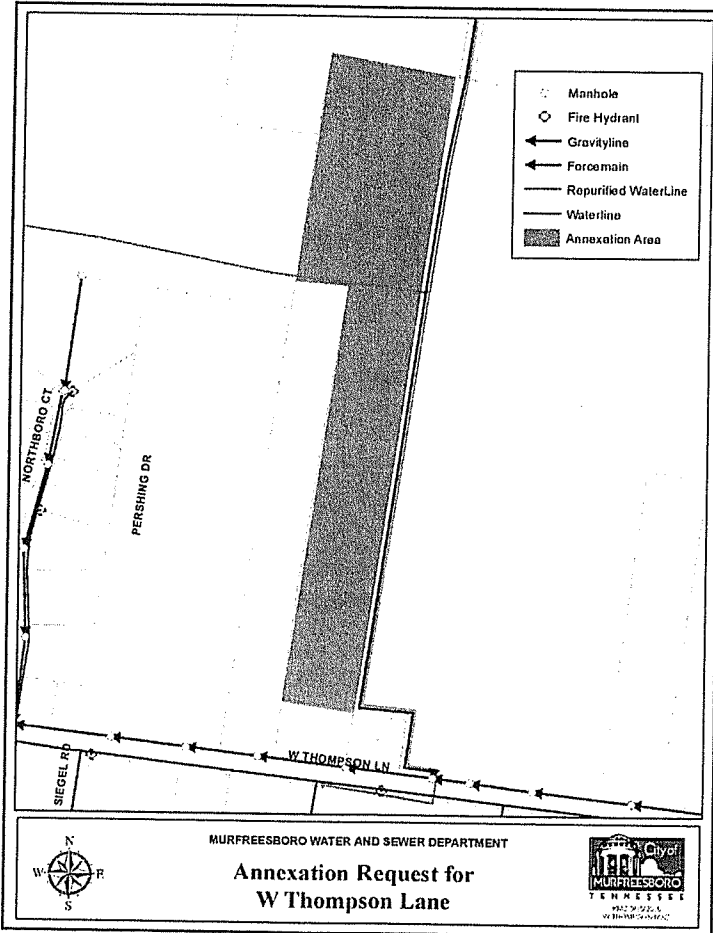 Manhole
Fire Hydrant
Gravityline
Forcemain
Repurified WaterLine
Waterline
Annexation Area
NORTHBORO CT
PERSHING DR
W THOMPSON LN
SIEGEL RD
N
W E
S
MURFREESBORO WATER AND SEWER DEPARTMENT
Annexation Request for
W Thompson Lane
City of
MURFREESBORO
TENNESSEE